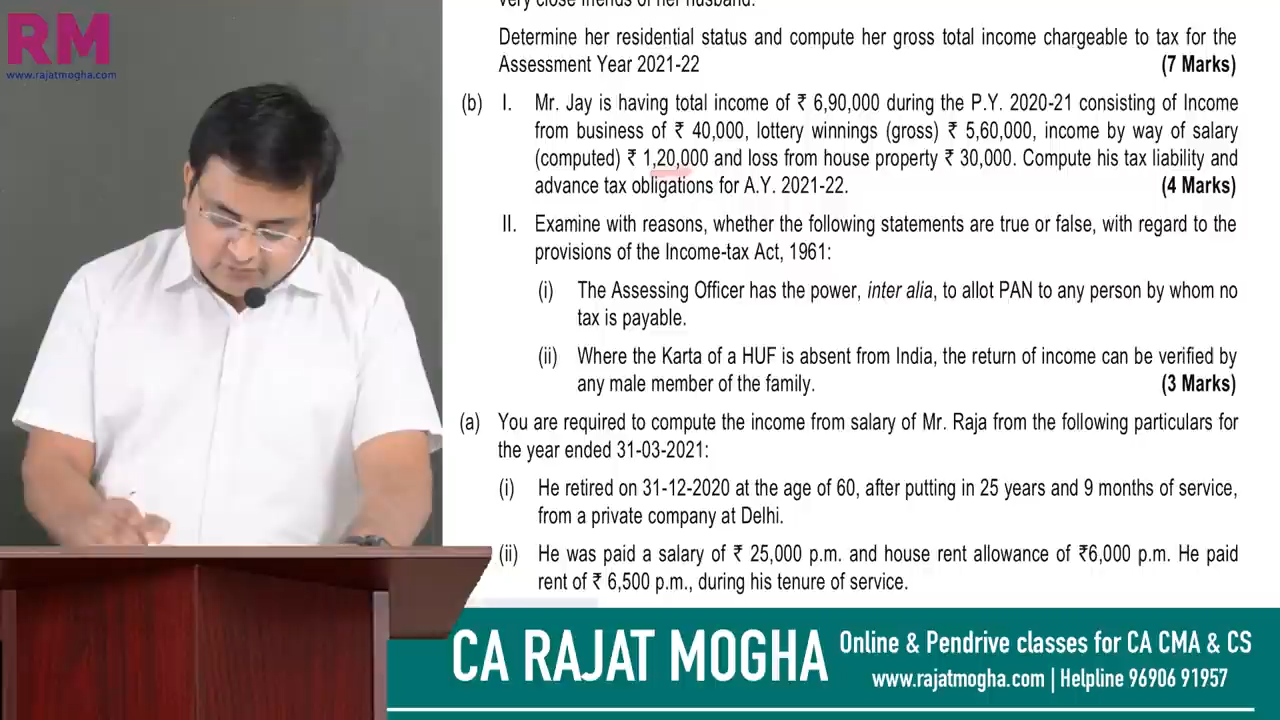 RM
www.rajatmogha.com
very close friends of her husband.
Determine her residential status and compute her gross total income chargeable to tax for the
Assessment Year 2021-22 (7 Marks)
(b) I. Mr. Jay is having total income of ₹ 6,90,000 during the P.Y. 2020-21 consisting of Income
from business of ₹ 40,000, lottery winnings (gross) ₹ 5,60,000, income by way of salary
(computed) ₹ 1,20,000 and loss from house property ₹ 30,000. Compute his tax liability and
advance tax obligations for A.Y. 2021-22. (4 Marks)
II. Examine with reasons, whether the following statements are true or false, with regard to the
provisions of the Income-tax Act, 1961:
(i) The Assessing Officer has the power, inter alia, to allot PAN to any person by whom no
tax is payable.
(ii) Where the Karta of a HUF is absent from India, the return of income can be verified by
any male member of the family. (3 Marks)
(a) You are required to compute the income from salary of Mr. Raja from the following particulars for
the year ended 31-03-2021:
(i) He retired on 31-12-2020 at the age of 60, after putting in 25 years and 9 months of service,
from a private company at Delhi.
(ii) He was paid a salary of ₹ 25,000 p.m. and house rent allowance of ₹6,000 p.m. He paid
rent of ₹ 6,500 p.m., during his tenure of service.
CA RAJAT MOGHA
Online & Pendrive classes for CA CMA & CS
www.rajatmogha.com | Helpline 96906 91957